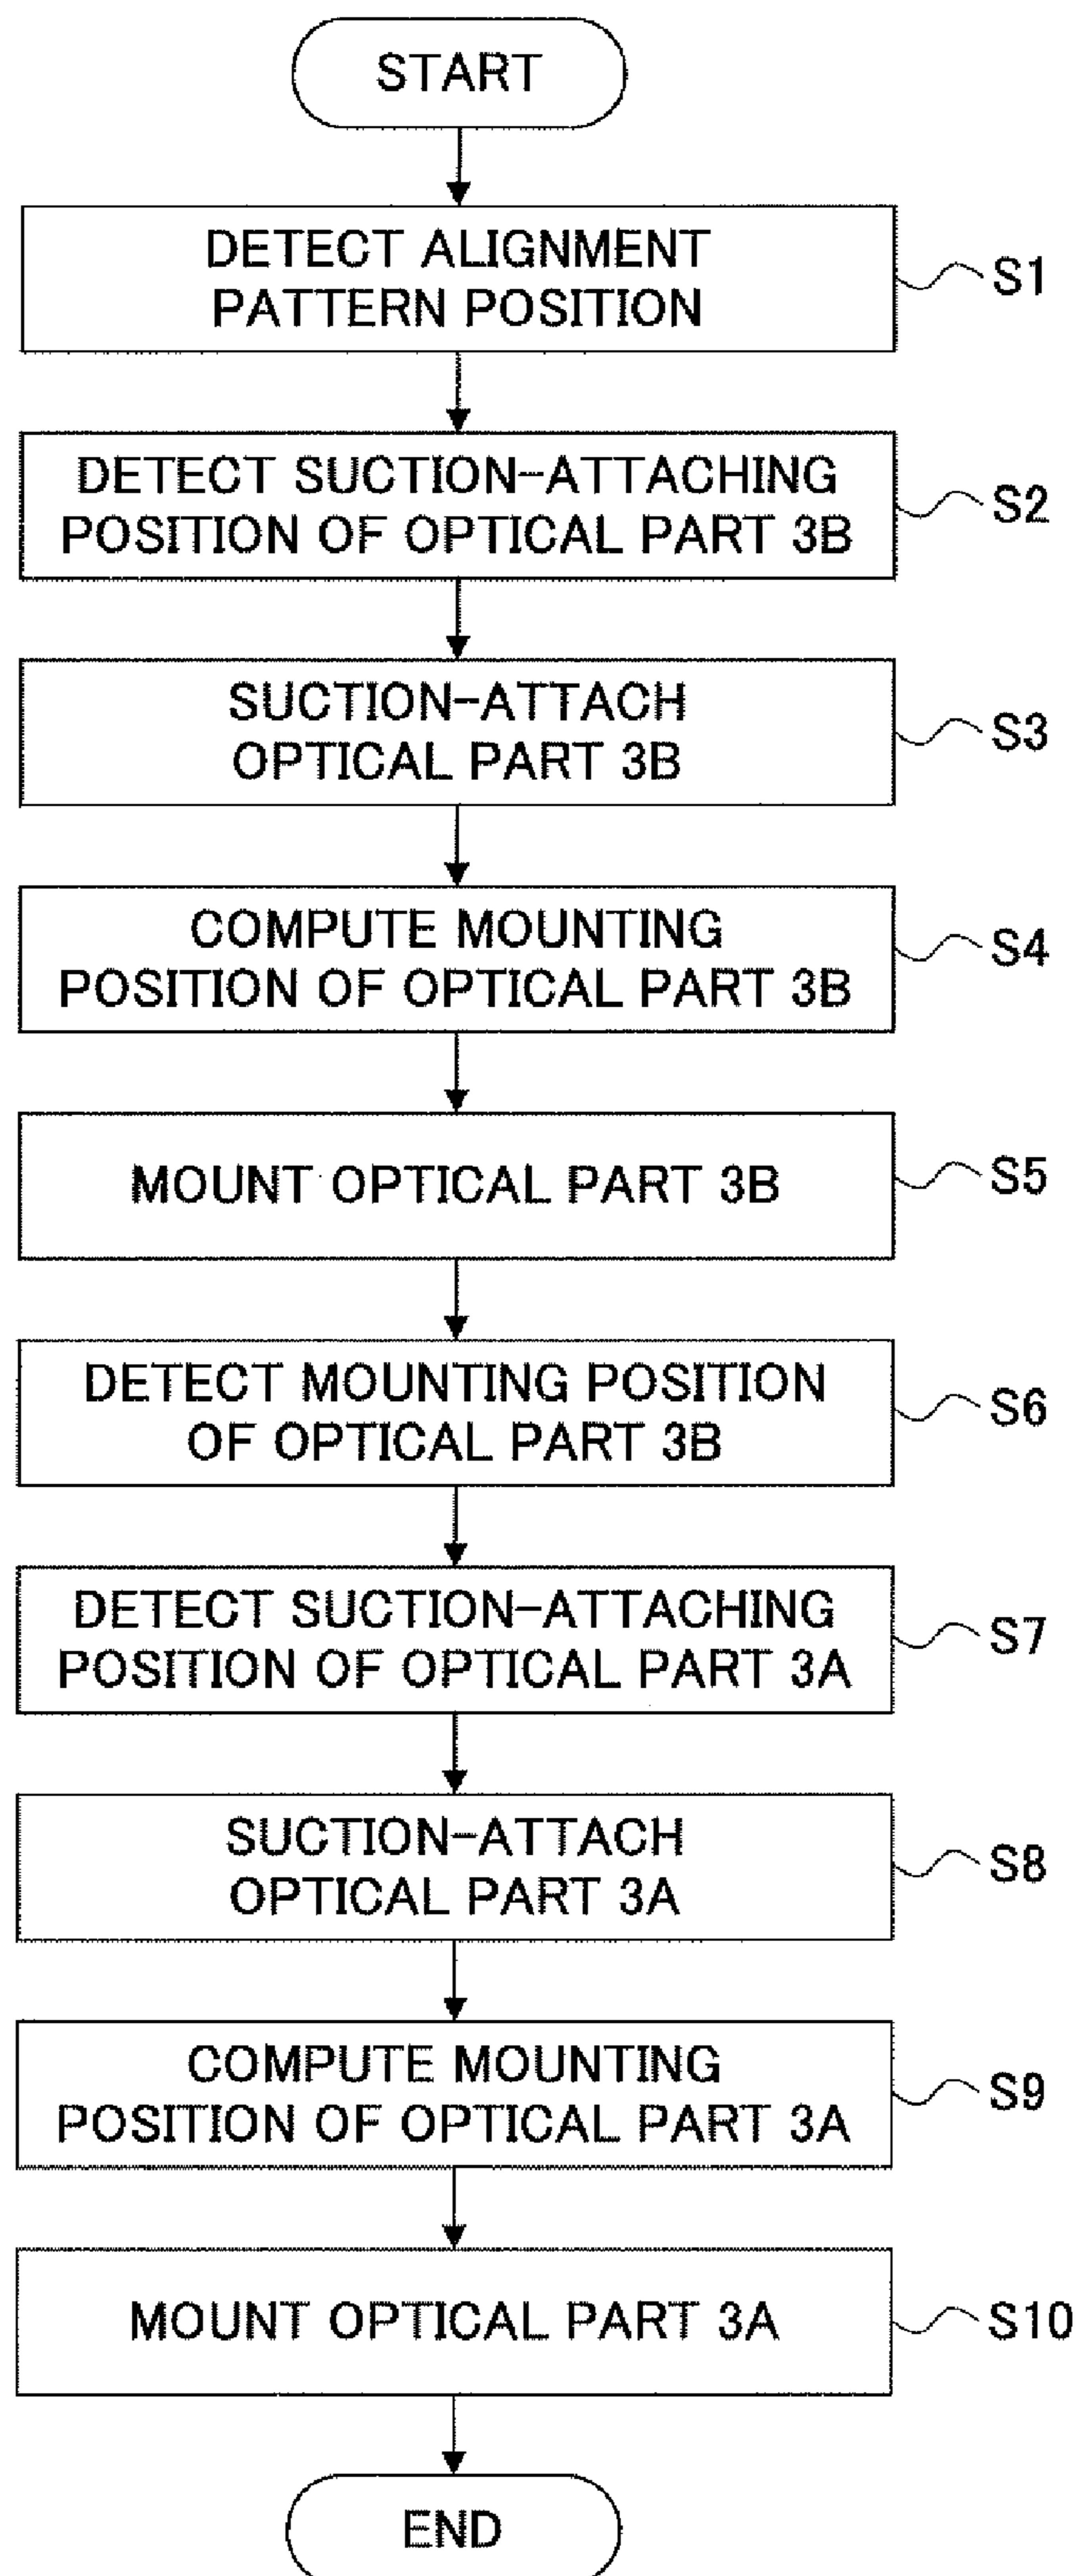 START
DETECT ALIGNMENT
PATTERN POSITION
S1
DETECT SUCTION-ATTACHING
POSITION OF OPTICAL PART 3B
S2
SUCTION-ATTACH
OPTICAL PART 3B
S3
COMPUTE MOUNTING
POSITION OF OPTICAL PART 3B
S4
MOUNT OPTICAL PART 3B
S5
DETECT MOUNTING POSITION
OF OPTICAL PART 3B
S6
DETECT SUCTION-ATTACHING
POSITION OF OPTICAL PART 3A
S7
SUCTION-ATTACH
OPTICAL PART 3A
S8
COMPUTE MOUNTING
POSITION OF OPTICAL PART 3A
S9
MOUNT OPTICAL PART 3A
S10
END